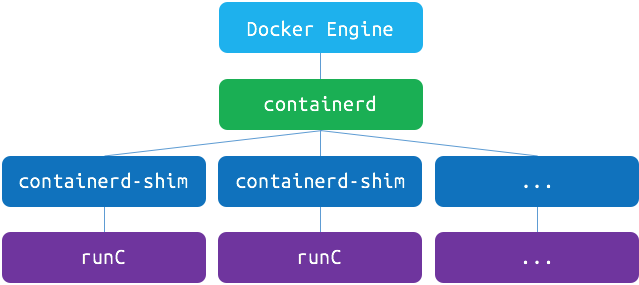 Docker Engine
containerd
containerd-shim
containerd-shim
...
runC
runC
...